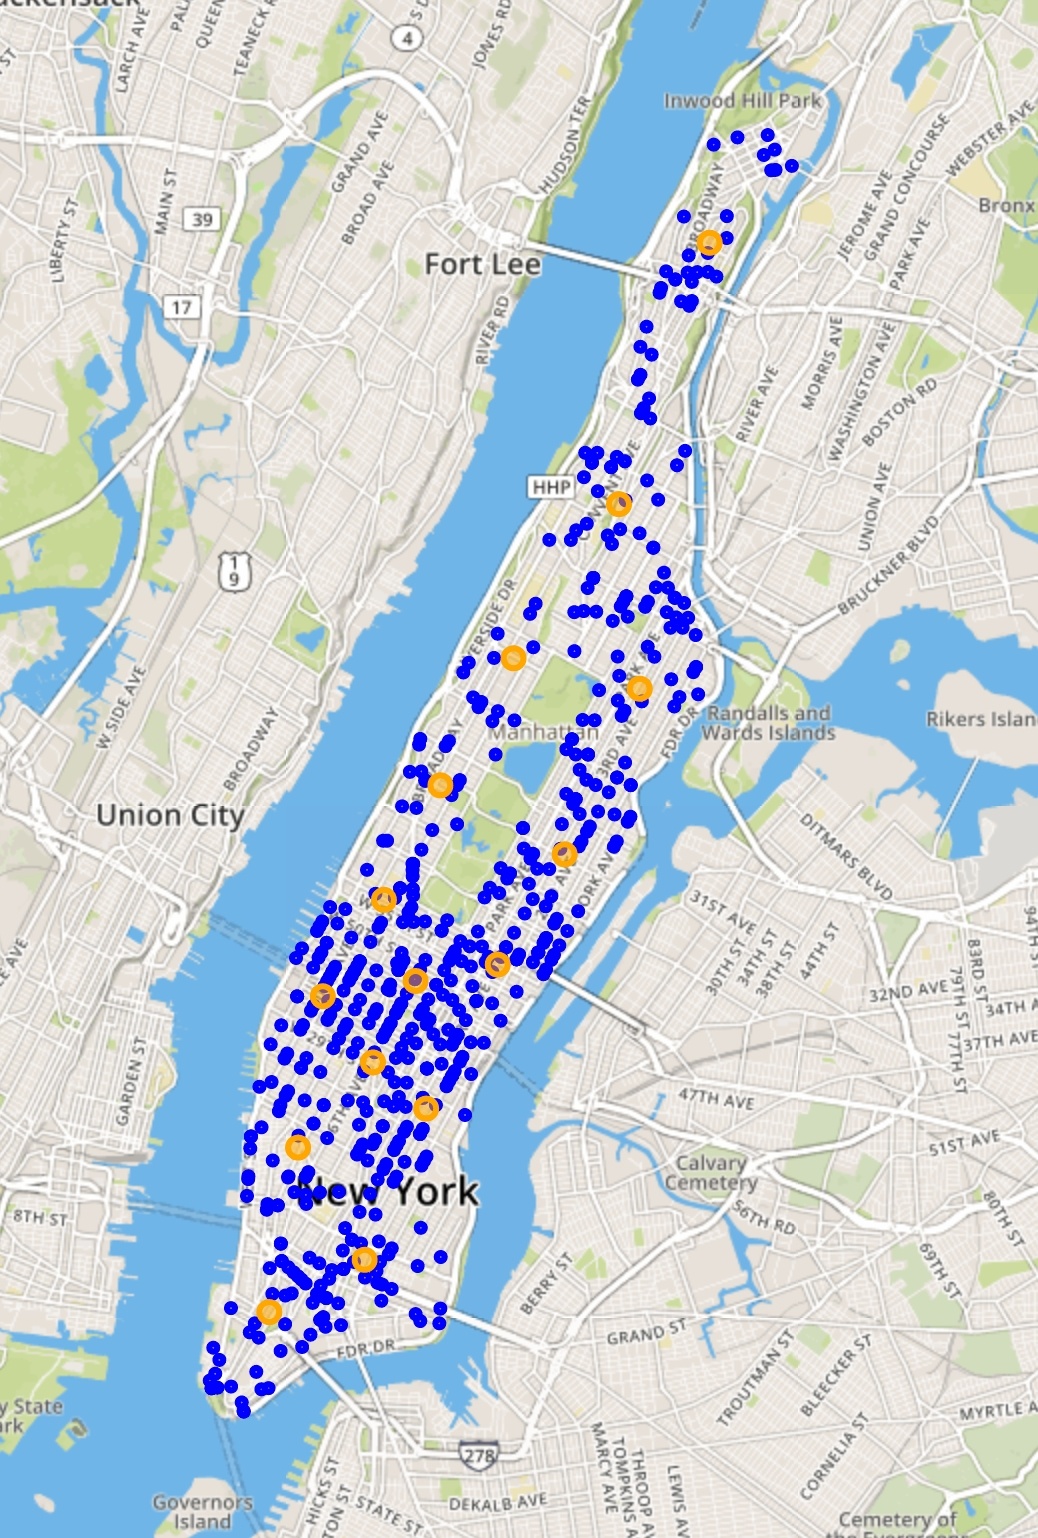 LARCH AVE
QUEEN
TEANECK R
4
JONES RD
Inwood Hill Park
HUDSON TER
GRAND AVE
BROAD AVE
WEBSTER AVE
GRAND CONCOURSE
JEROME AVE
MAIN ST
LIBERTY ST
39
BROADWAY
Bronx
PARK AVE
Fort Lee
17
RIVER RD
MORRIS AVE
WASHINGTON AVE
RIVER AVE
BOSTON RD
HHP
UNION AVE
1
9
BRUCKNER BLVD
W SIDE AVE
BROADWAY
Manhattan
3RD AVE
FDR DR
Randalls and
Wards Islands
Rikers Islan
Union City
DITMARS BLVD
31ST AVE
30TH ST
34TH ST
38TH ST
44TH ST
83RD ST
94TH
79TH ST
77TH ST
32ND AVE
34TH A
37TH AVE
GARDEN ST
47TH AVE
51ST AVE
Calvary
Cemetery
New York
8TH ST
56TH RD
80TH ST
69TH ST
BERRY ST
GRAND ST
FDR DR
TROUTMAN ST
BLEECKER ST
y State
ark
MYRTLE A
CORNELIA ST
278
Governors
Island
HICKS ST
TON ST
STATE ST
DEKALB AVE
MARCY AVE
TOMPKINS A
THROOP AV
LEWIS AV
Cemetery of